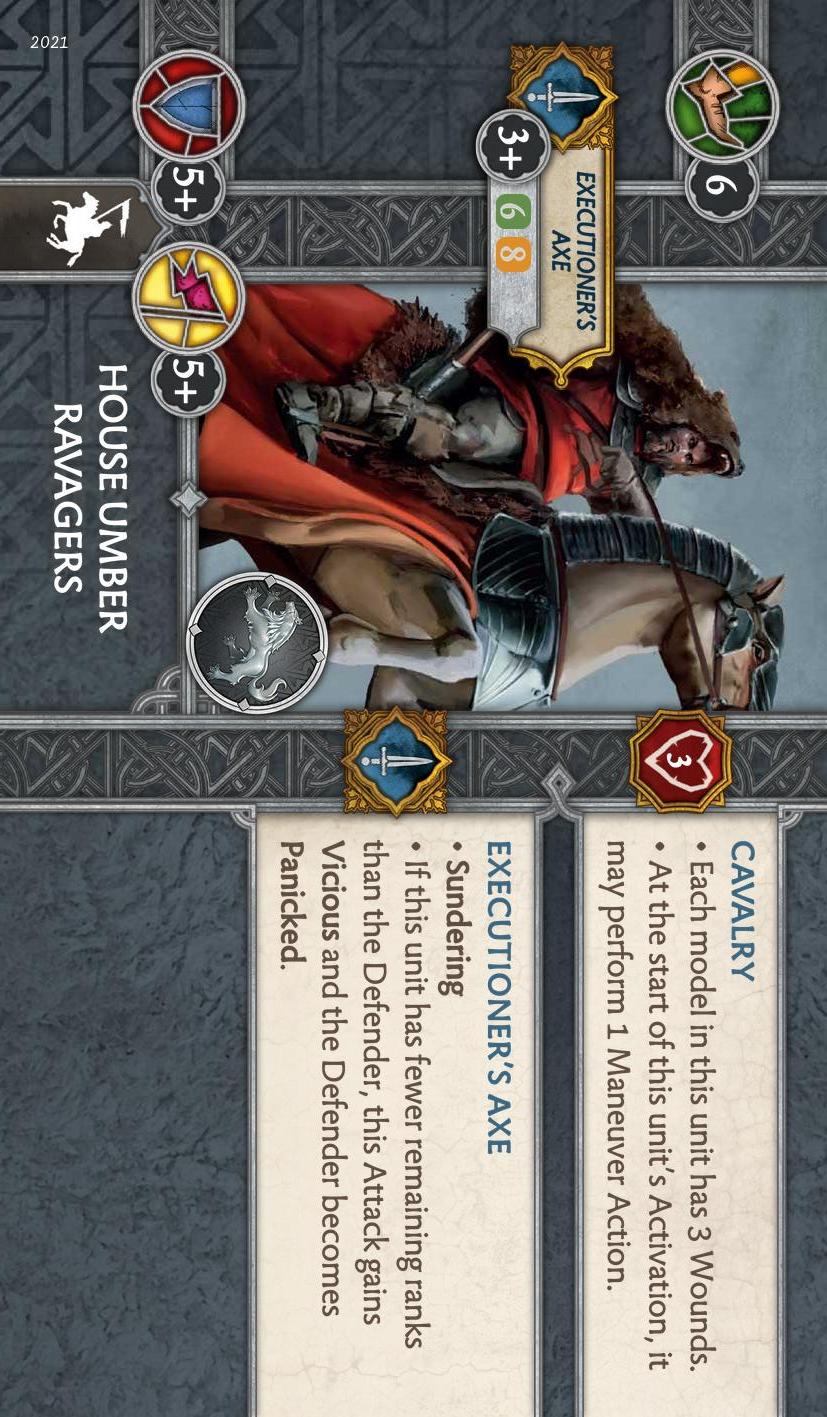 6
EXECUTIONER'S
AXE
3+
6 8
5+
5+
HOUSE UMBER
RAVAGERS
3
CAVALRY
• Each model in this unit has 3 Wounds.
• At the start of this unit's Activation, it
may perform 1 Maneuver Action.
EXECUTIONER'S AXE
• Sundering
• If this unit has fewer remaining ranks
than the Defender, this Attack gains
Vicious and the Defender becomes
Panicked.
2021